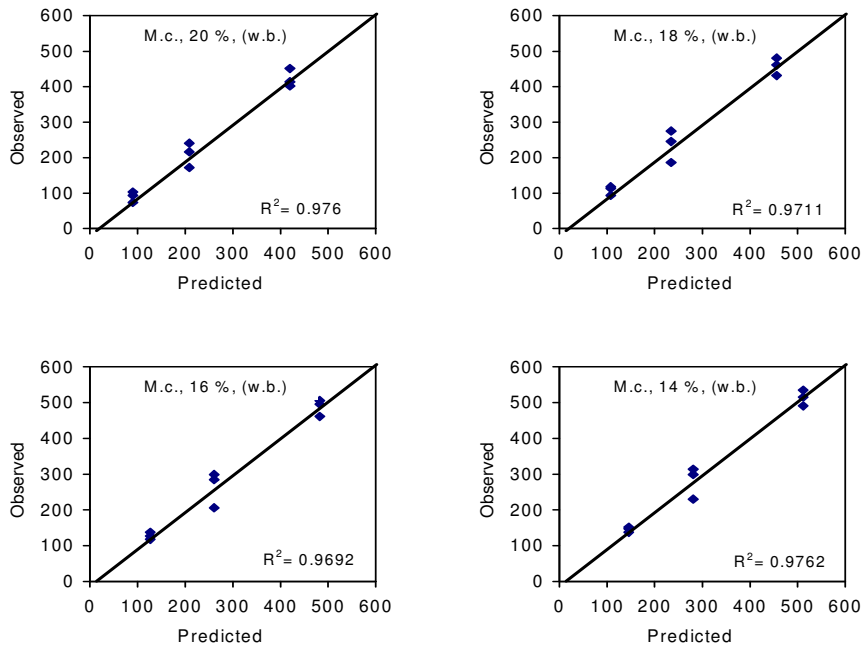 M.c., 20 %, (w.b.)
600
500
400
300
200
100
0
Observed
R²= 0.976
0 100 200 300 400 500 600
Predicted
M.c., 18 %, (w.b.)
600
500
400
300
200
100
0
Observed
R²= 0.9711
0 100 200 300 400 500 600
Predicted
M.c., 16 %, (w.b.)
600
500
400
300
200
100
0
Observed
R²= 0.9692
0 100 200 300 400 500 600
Predicted
M.c., 14 %, (w.b.)
600
500
400
300
200
100
0
Observed
R²= 0.9762
0 100 200 300 400 500 600
Predicted